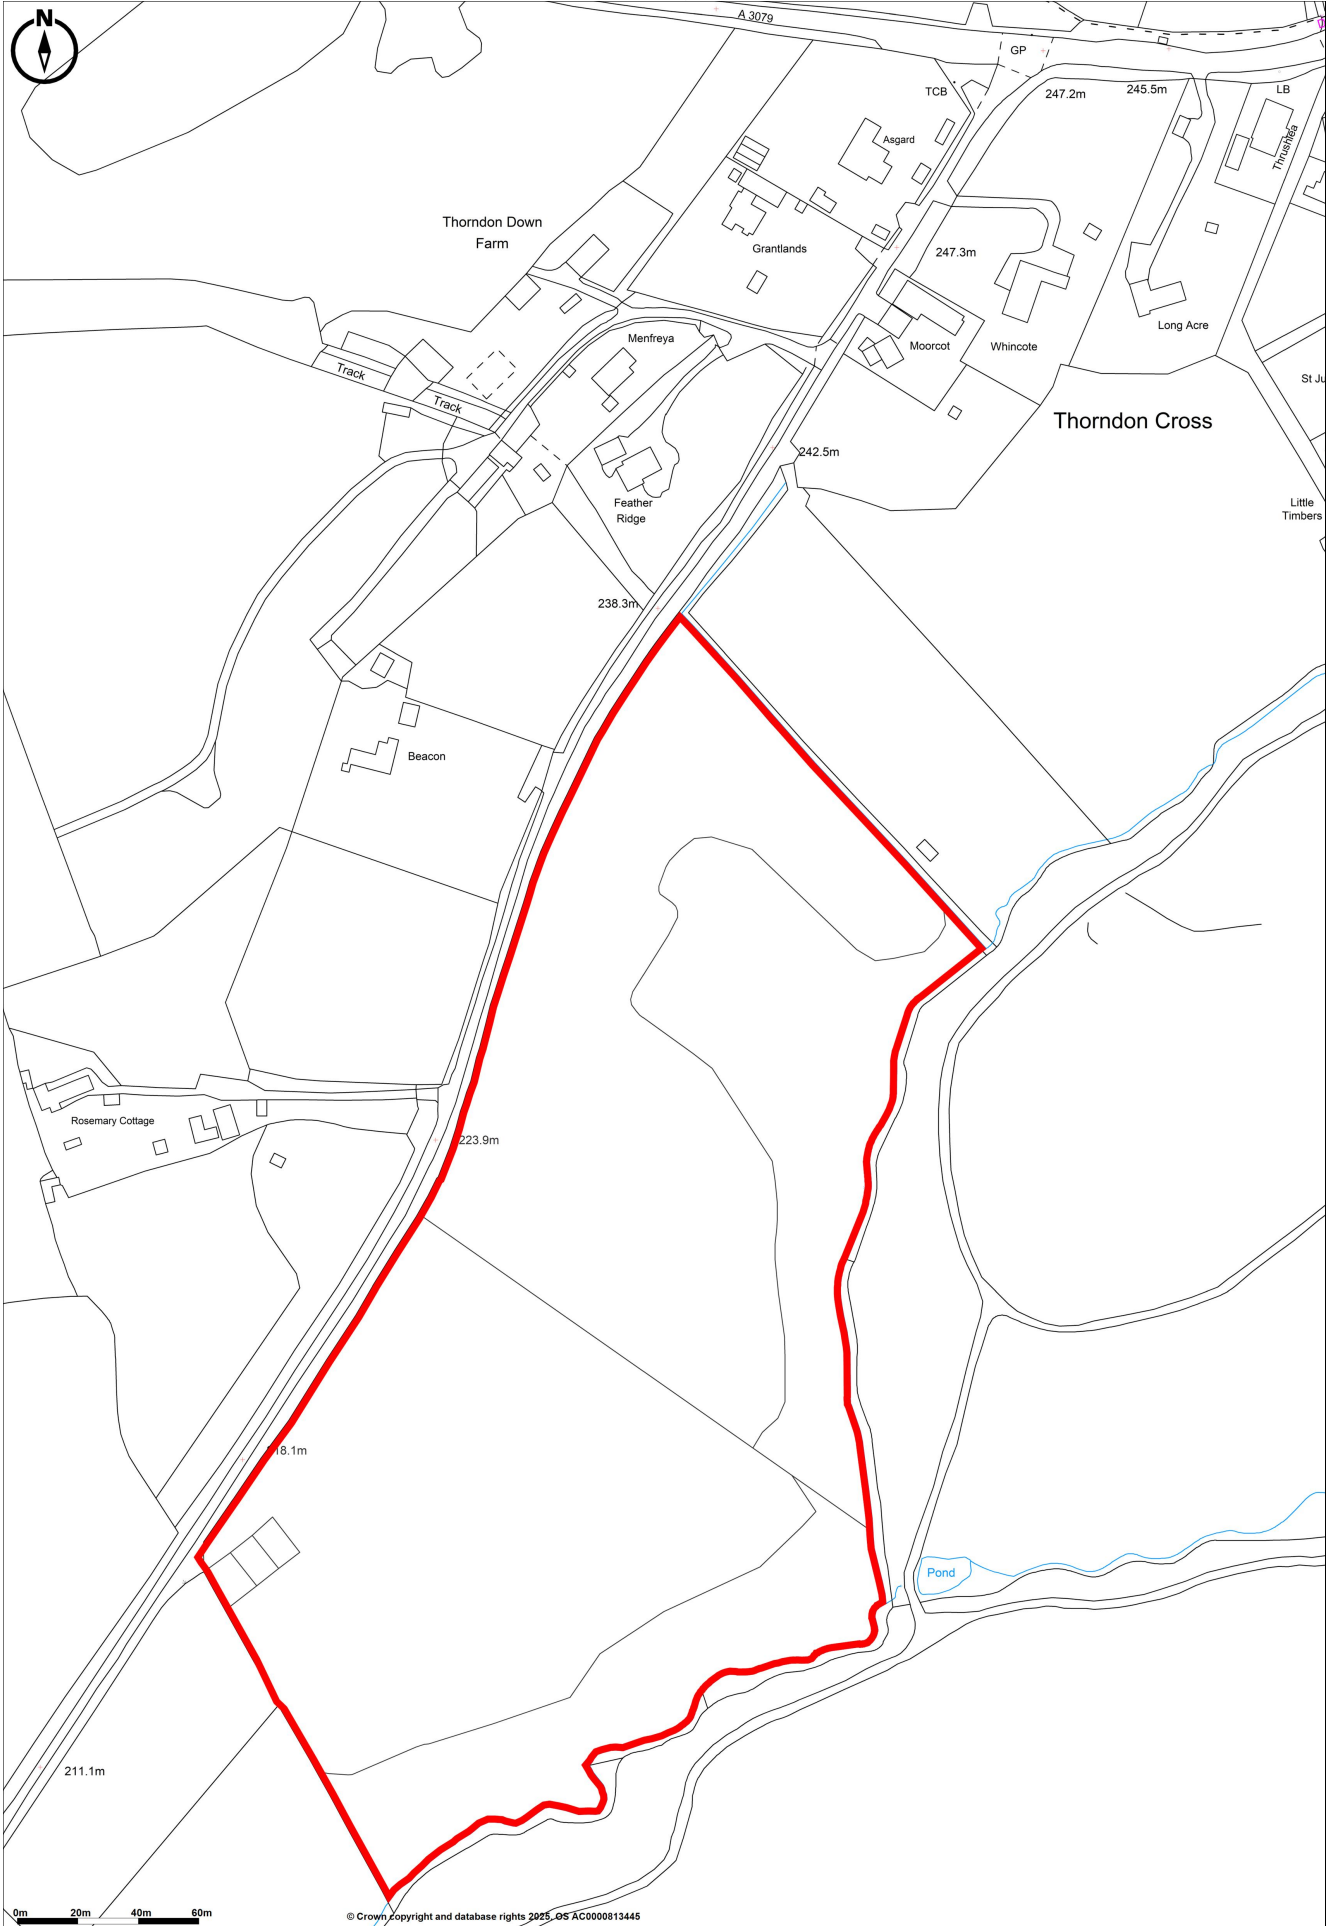 N
A 3079
GP
TCB
247.2m
245.5m
LB
Thrushlea
Asgard
Thorndon Down
Farm
Grantlands
247.3m
Menfreya
Moorcot
Whincote
Long Acre
Track
Track
St Ju
Thorndon Cross
242.5m
Feather
Ridge
Little
Timbers
238.3m
Beacon
Rosemary Cottage
223.9m
18.1m
Pond
211.1m
0m 20m 40m 60m
© Crown copyright and database rights 2025. OS AC0000813445